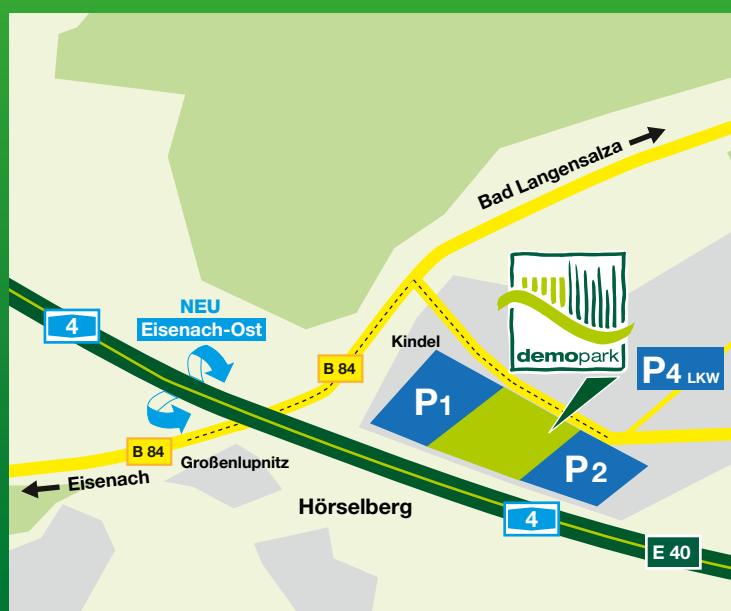 Bad Langensalza
NEU
Eisenach-Ost
4
Kindel
demopark
B 84
P1
P4 LKW
B 84
Großenlupnitz
P2
Eisenach
Hörselberg
4
E 40